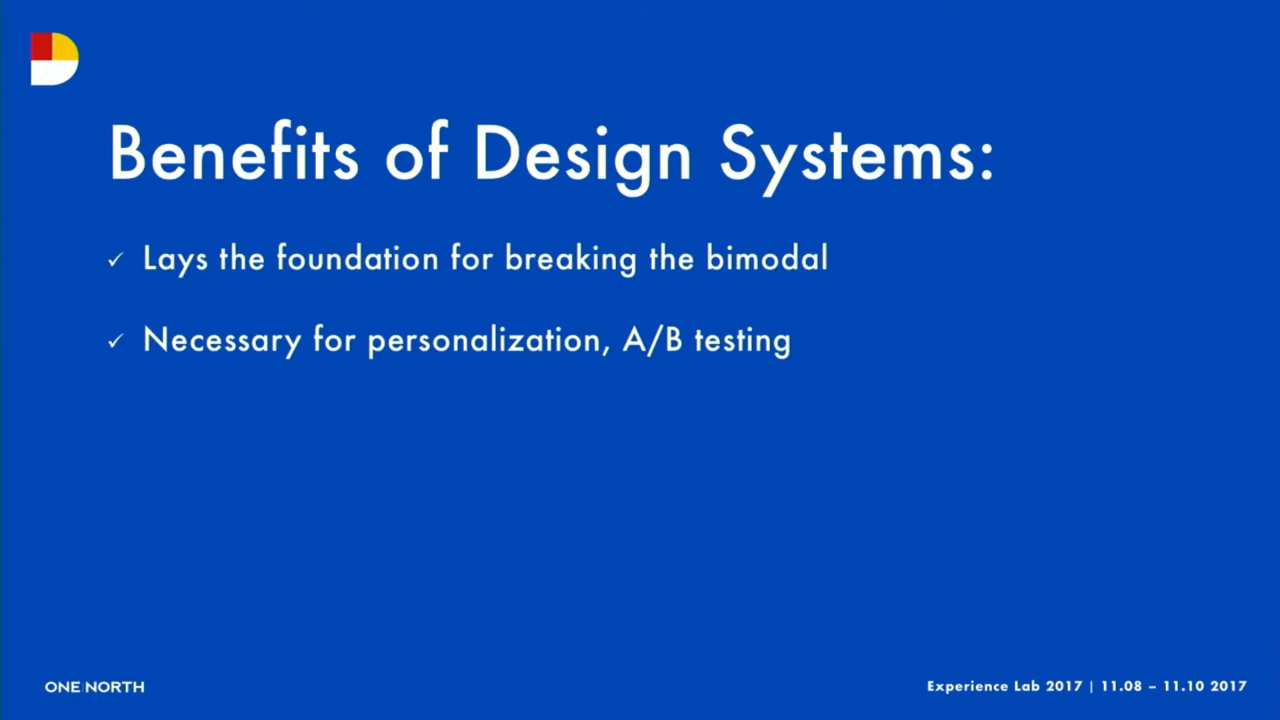 Benefits of Design Systems:
✓ Lays the foundation for breaking the bimodal
✓ Necessary for personalization, A/B testing
ONE NORTH
Experience Lab 2017 | 11.08 – 11.10 2017